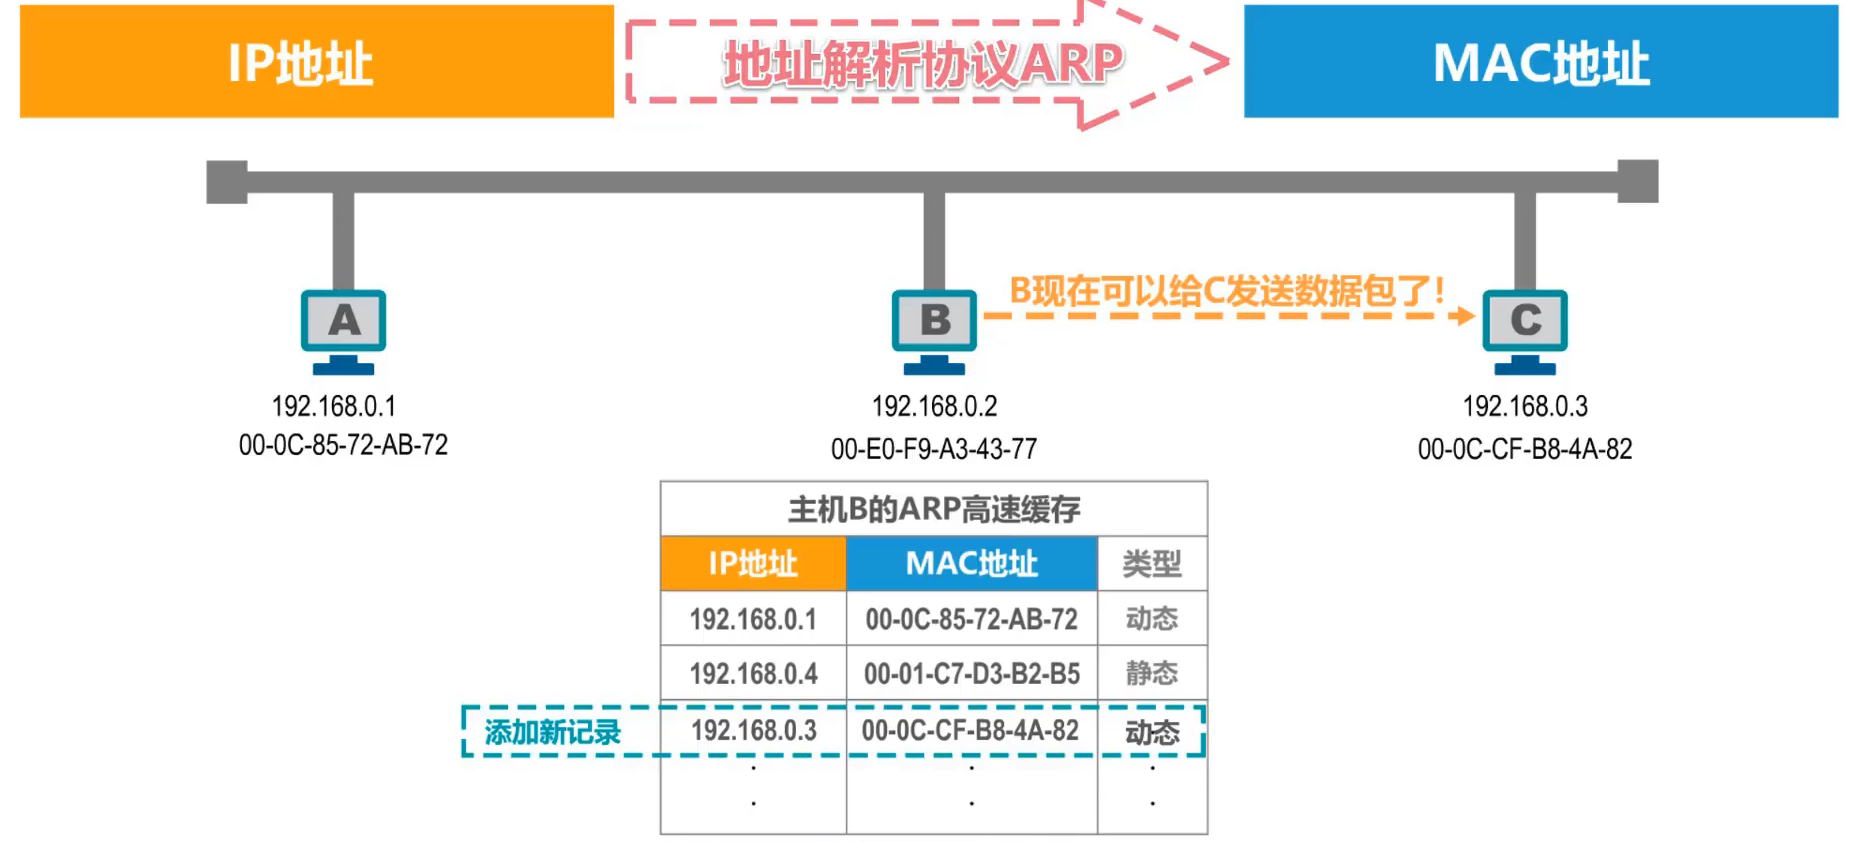 IP地址
地址解析协议ARP
MAC地址
B现在可以给C发送数据包了!
A
B
C
192.168.0.1
192.168.0.2
192.168.0.3
00-0C-85-72-AB-72
00-E0-F9-A3-43-77
00-0C-CF-B8-4A-82
主机B的ARP高速缓存
IP地址 MAC地址 类型
192.168.0.1 00-0C-85-72-AB-72 动态
192.168.0.4 00-01-C7-D3-B2-B5 静态
添加新记录 192.168.0.3 00-0C-CF-B8-4A-82 动态
. . .
. . .